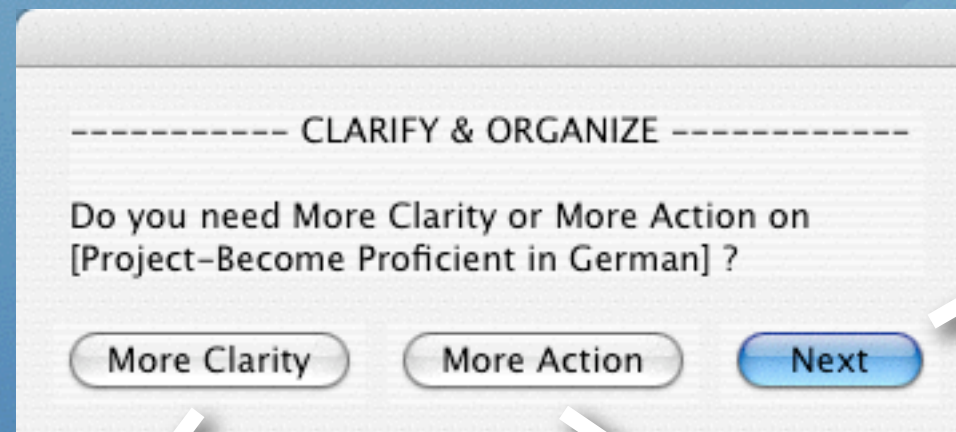 ----------- CLARIFY & ORGANIZE ------------
Do you need More Clarity or More Action on
[Project-Become Proficient in German] ?
More Clarity More Action Next